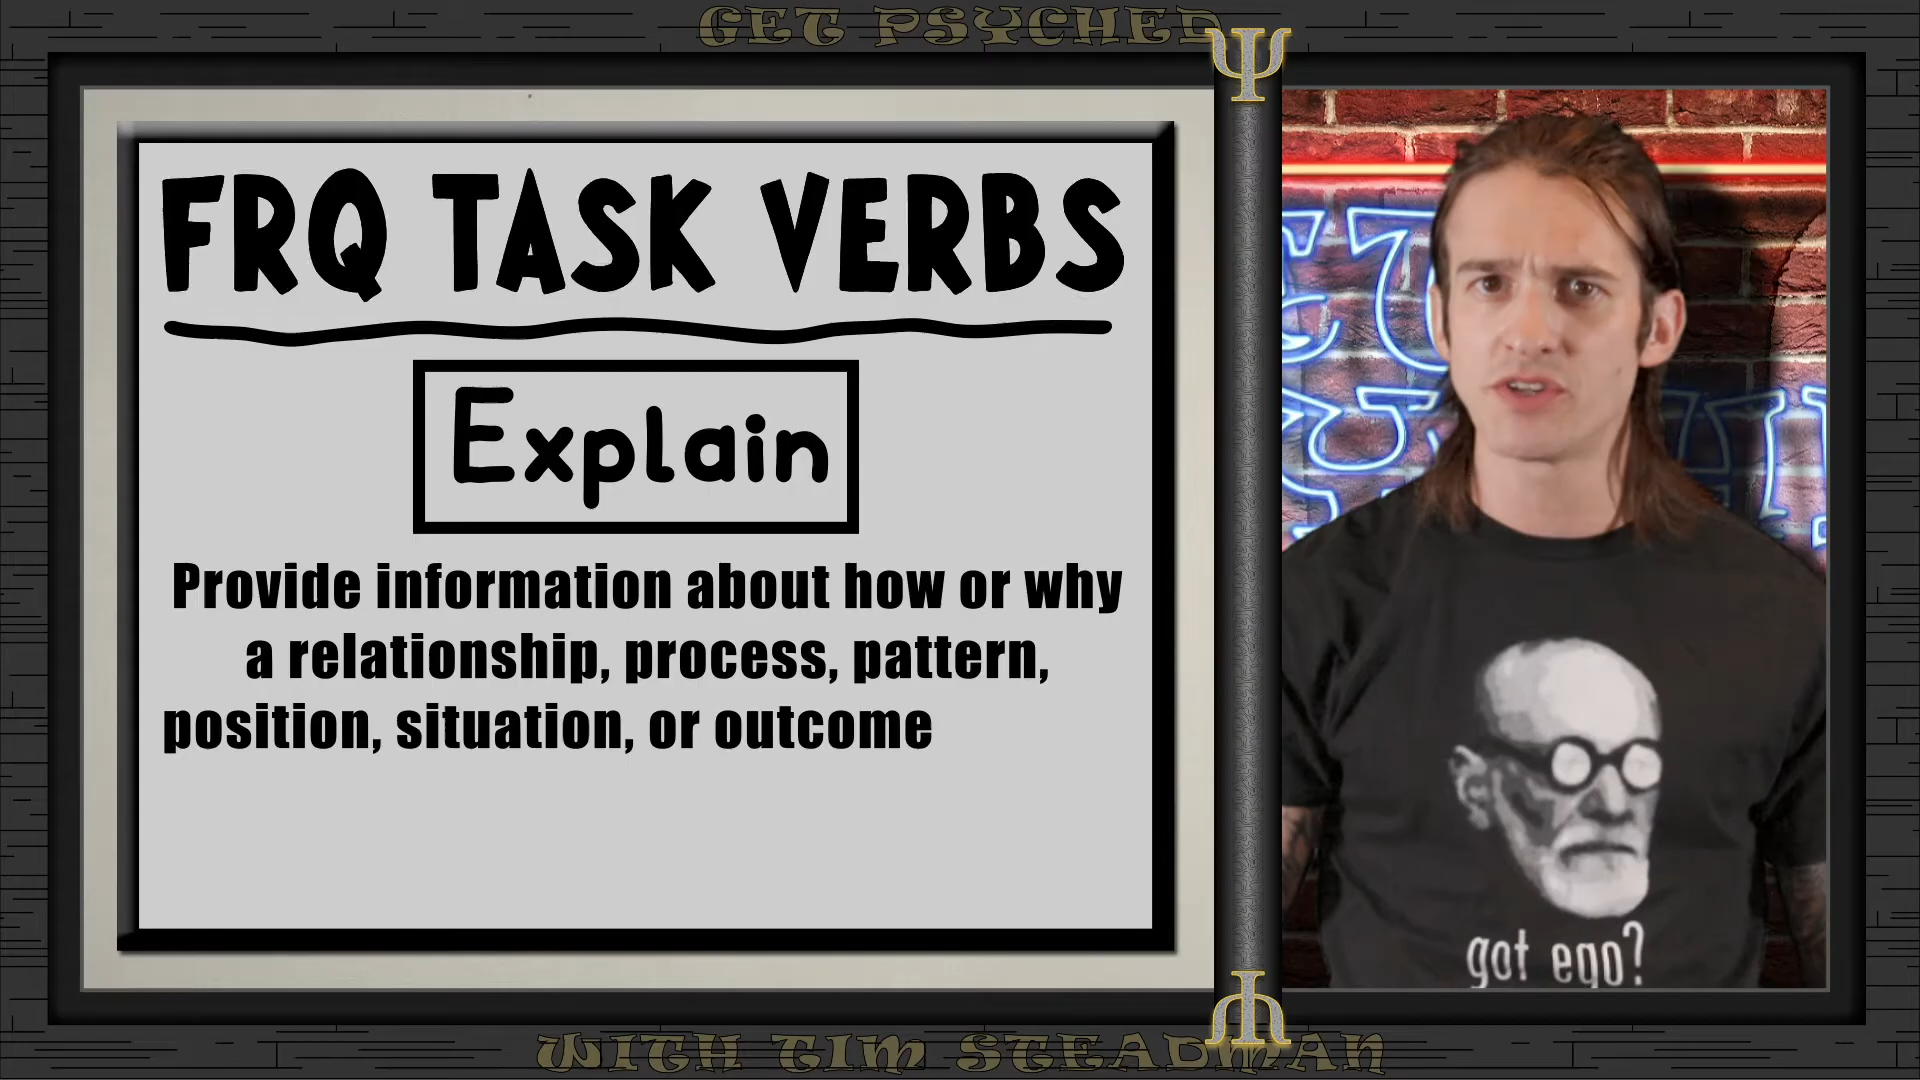 GET PSYCHED
FRQ TASK VERBS
Explain
Provide information about how or why
a relationship, process, pattern,
position, situation, or outcome
got ego?
WITH TIM STEADMAN